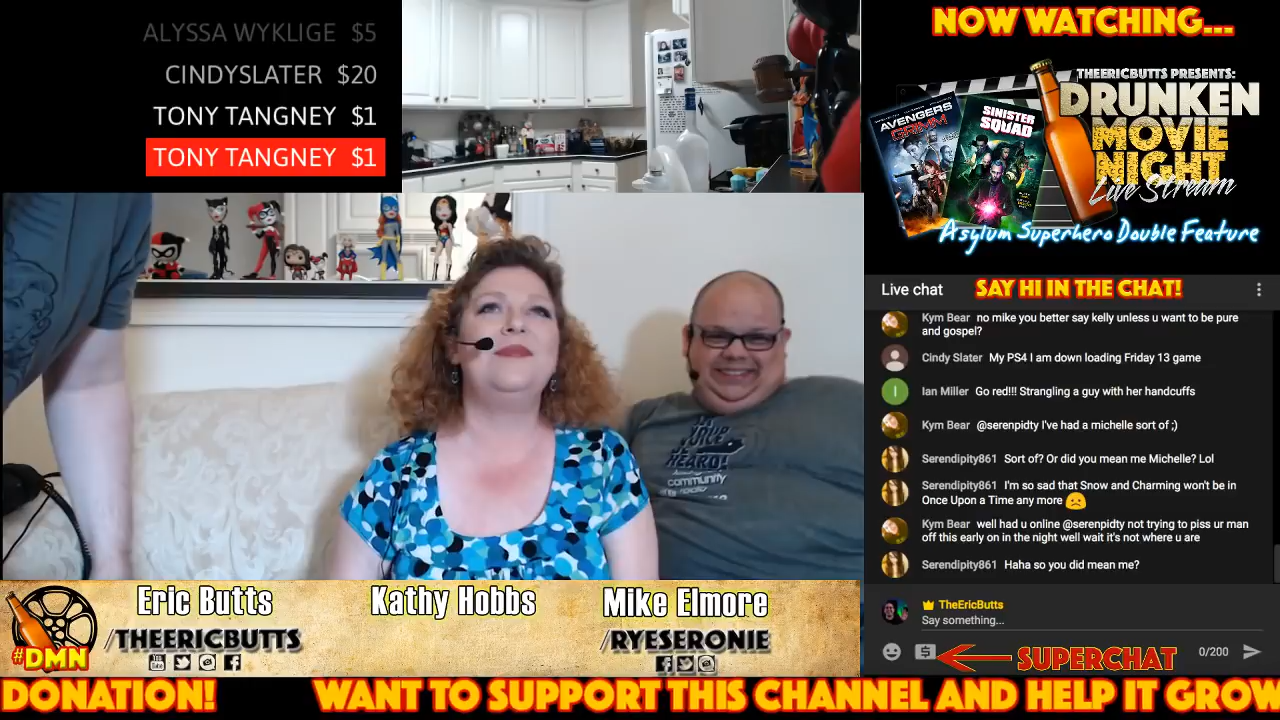 ALYSSA WYKLIGE $5
CINDYSLATER $20
TONY TANGNEY $1
TONY TANGNEY $1
NOW WATCHING...
THEERICBUTTS PRESENTS:
DRUNKEN
MOVIE
NIGHT
Live Stream
AVENGERS
GRIMM
SINISTER
SQUAD
Asylum Superhero Double Feature
Live chat
SAY HI IN THE CHAT!
Kym Bear no mike you better say kelly unless u want to be pure
and gospel?
Cindy Slater My PS4 I am down loading Friday 13 game
I
Ian Miller Go red!!! Strangling a guy with her handcuffs
Kym Bear @serenpidty I've had a michelle sort of ;)
Serendipity861 Sort of? Or did you mean me Michelle? Lol
Serendipity861 I'm so sad that Snow and Charming won't be in
Once Upon a Time any more
Kym Bear well had u online @serenpidty not trying to piss ur man
off this early on in the night well wait it's not where u are
Serendipity861 Haha so you did mean me?
TheEricButts
Say something...
SUPERCHAT
0/200
HEARD!
community
#DMN
Eric Butts
/THEERICBUTTS
Kathy Hobbs
Mike Elmore
/RYESERONIE
DONATION! WANT TO SUPPORT THIS CHANNEL AND HELP IT GROW